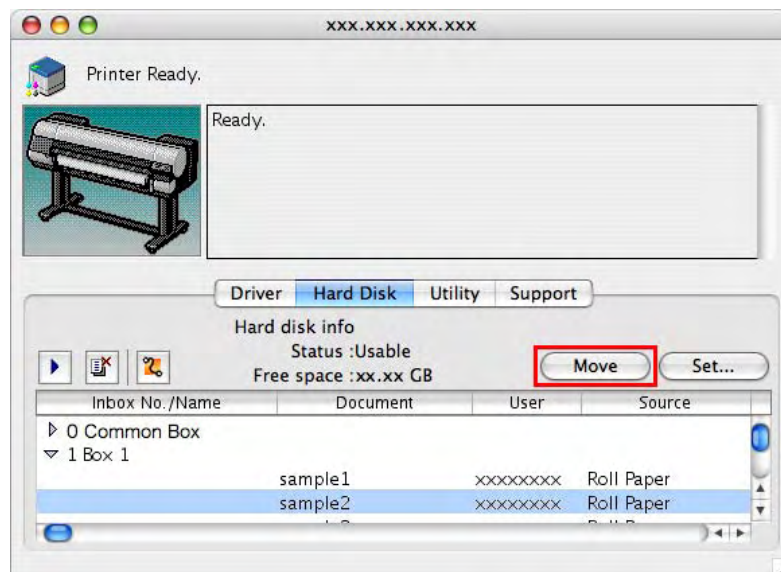 xxx.xxx.xxx.xxx
Printer Ready.
Ready.
Driver Hard Disk Utility Support
Hard disk info
Status :Usable
Free space :xx.xx GB
Move Set...
Inbox No./Name Document User Source
0 Common Box
1 Box 1
sample1 xxxxxxxx Roll Paper
sample2 xxxxxxxx Roll Paper